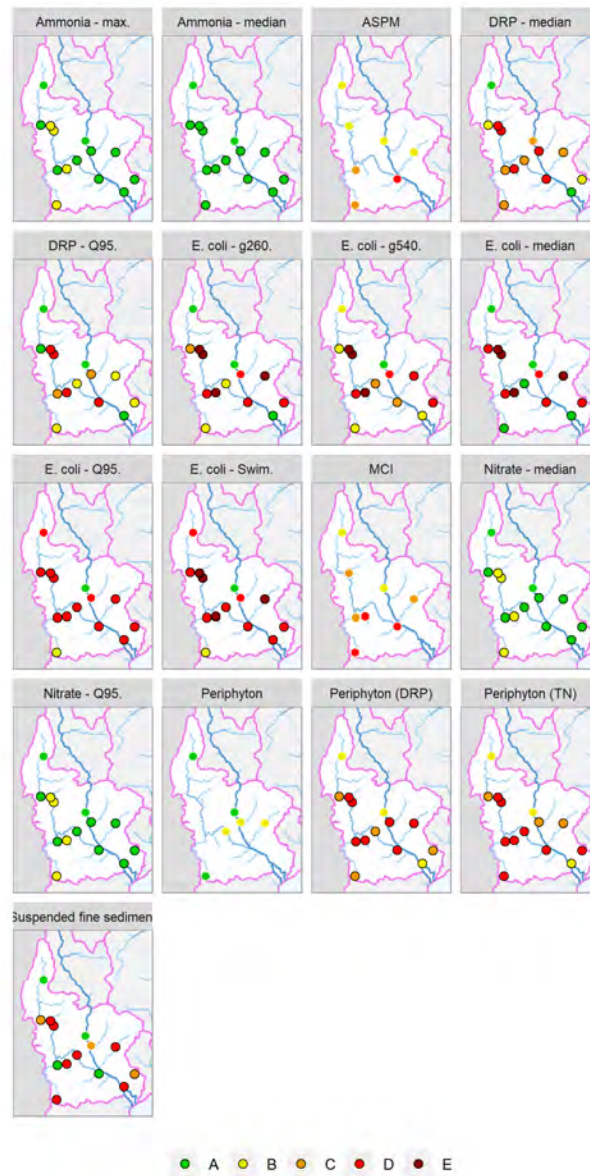 Ammonia - max. Ammonia - median ASPM DRP - median
DRP - Q95. E. coli - g260. E. coli - g540. E. coli - median
E. coli - Q95. E. coli - Swim. MCI Nitrate - median
Nitrate - Q95. Periphyton Periphyton (DRP) Periphyton (TN)
Suspended fine sedimen
A B C D E